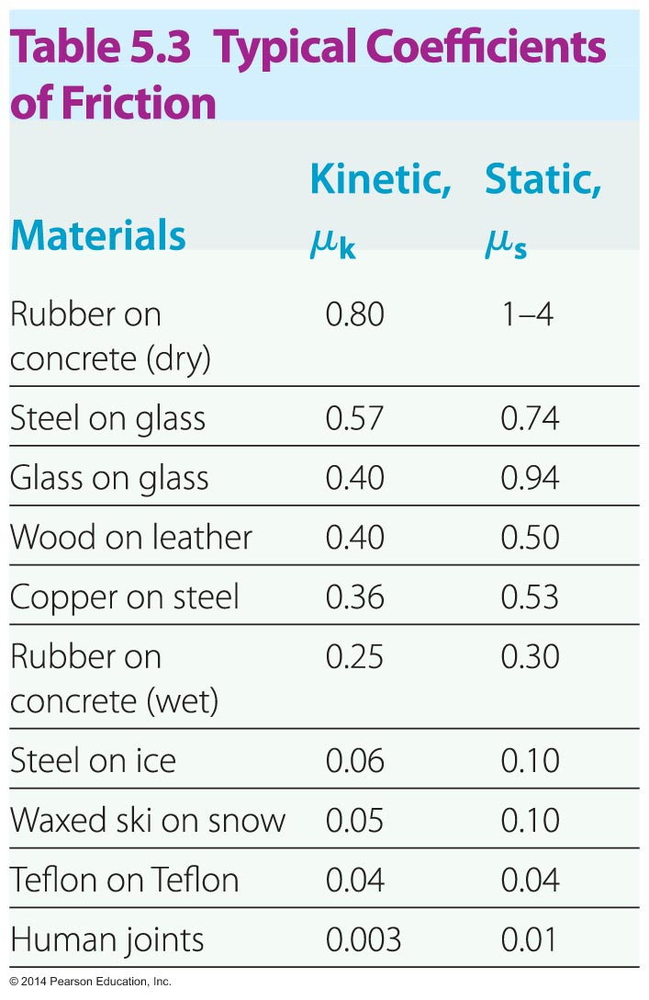 Table 5.3 Typical Coefficients
of Friction
Kinetic, Static,
Materials μk μs
Rubber on 0.80 1–4
concrete (dry)
Steel on glass 0.57 0.74
Glass on glass 0.40 0.94
Wood on leather 0.40 0.50
Copper on steel 0.36 0.53
Rubber on 0.25 0.30
concrete (wet)
Steel on ice 0.06 0.10
Waxed ski on snow 0.05 0.10
Teflon on Teflon 0.04 0.04
Human joints 0.003 0.01
© 2014 Pearson Education, Inc.